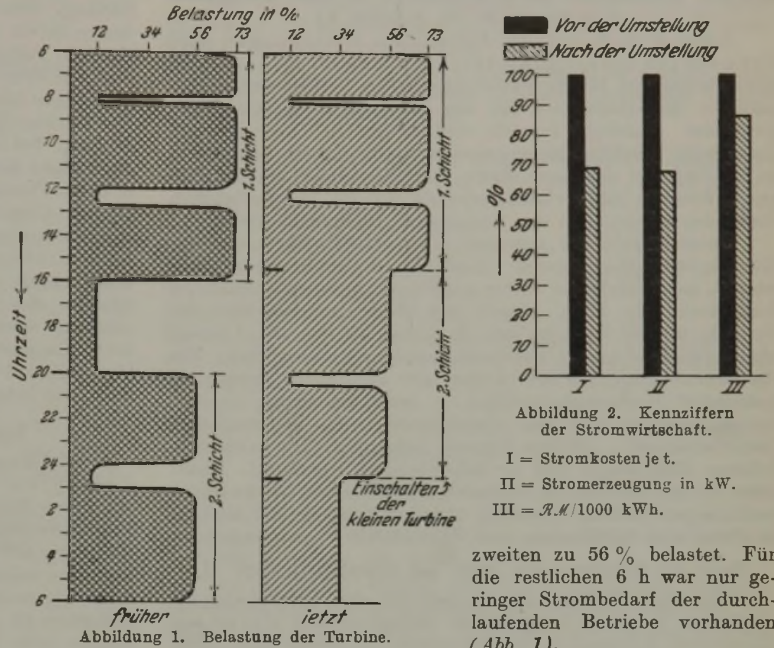 Belastung in %
12 34 56 73 12 34 56 73
6
8
10
12
14
16
18
20
22
24
2
4
6
Uhrzeit
1. Schicht
2. Schicht
1. Schicht
2. Schicht
Einschalten
der
kleinen Turbine
früher jetzt
Abbildung 1. Belastung der Turbine.
Vor der Umstellung
Nach der Umstellung
100
90
80
70
60
50
40
30
20
10
0
%
I II III
Abbildung 2. Kennziffern
der Stromwirtschaft.
I = Stromkosten je t.
II = Stromerzeugung in kW.
III = ℛℳ/1000 kWh.
zweiten zu 56 % belastet. Für
die restlichen 6 h war nur ge-
ringer Strombedarf der durch-
laufenden Betriebe vorhanden
(Abb. 1).